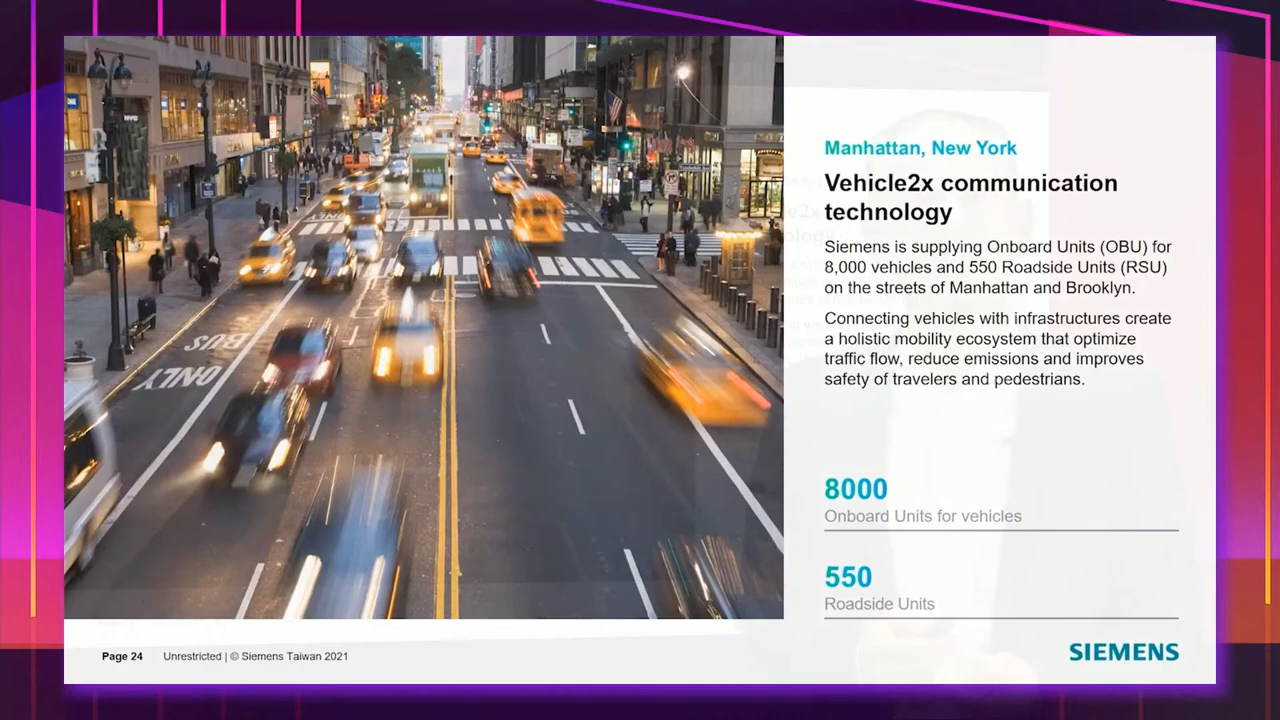 Manhattan, New York
Vehicle2x communication
technology
Siemens is supplying Onboard Units (OBU) for
8,000 vehicles and 550 Roadside Units (RSU)
on the streets of Manhattan and Brooklyn.
Connecting vehicles with infrastructures create
a holistic mobility ecosystem that optimize
traffic flow, reduce emissions and improves
safety of travelers and pedestrians.
8000
Onboard Units for vehicles
550
Roadside Units
BUS
ONLY
Page 24 Unrestricted | © Siemens Taiwan 2021
SIEMENS